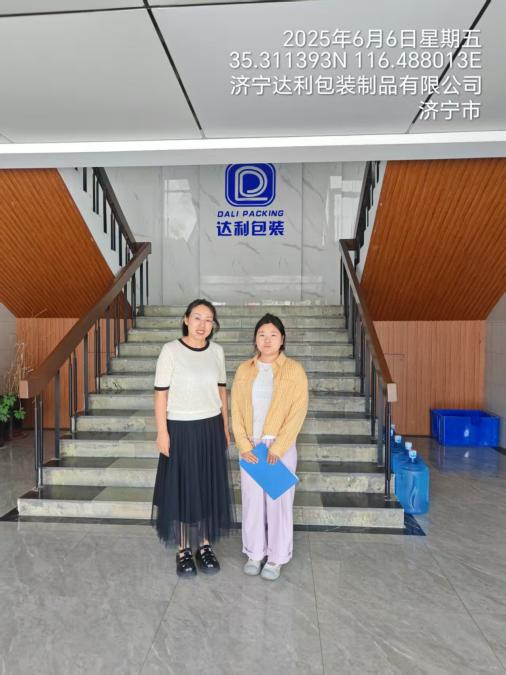 2025年6月6日星期五
35.311393N 116.488013E
济宁达利包装制品有限公司
济宁市
DALI PACKING
达利包装